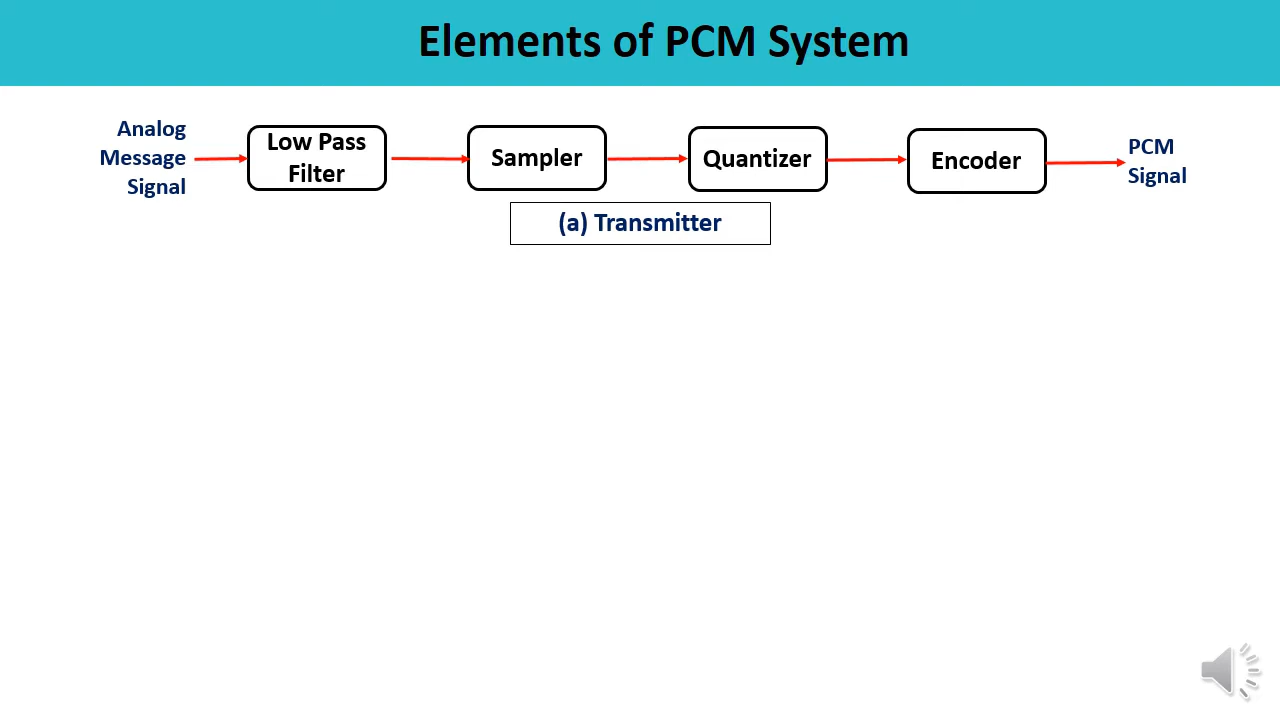 Elements of PCM System
Analog
Message
Signal
Low Pass
Filter
Sampler
Quantizer
Encoder
PCM
Signal
(a) Transmitter